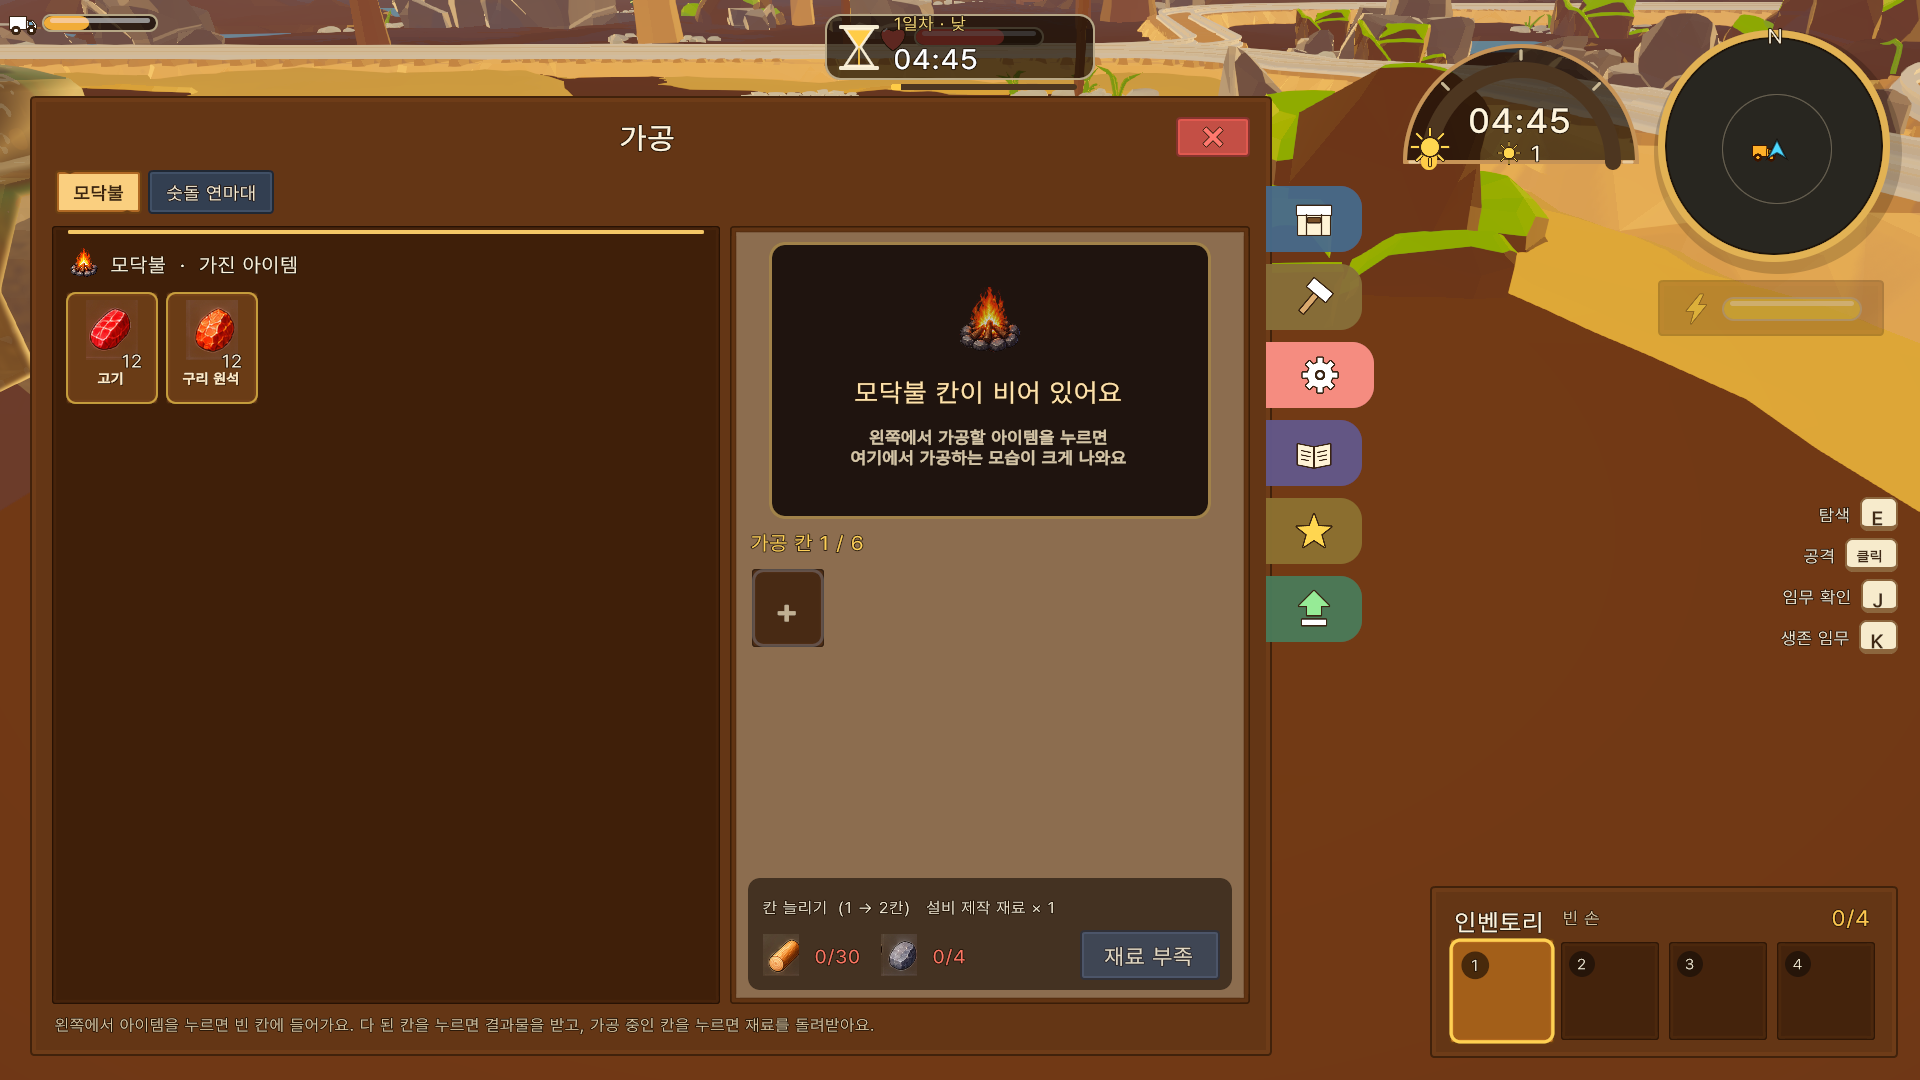 1일차 · 낮
04:45
N
04:45
1
가공
모닥불
숫돌 연마대
모닥불 · 가진 아이템
12
고기
12
구리 원석
모닥불 칸이 비어 있어요
왼쪽에서 가공할 아이템을 누르면
여기에서 가공하는 모습이 크게 나와요
가공 칸 1 / 6
+
칸 늘리기 (1 → 2칸) 설비 제작 재료 × 1
0/30
0/4
재료 부족
왼쪽에서 아이템을 누르면 빈 칸에 들어가요. 다 된 칸을 누르면 결과물을 받고, 가공 중인 칸을 누르면 재료를 돌려받아요.
탐색 E
공격 클릭
임무 확인 J
생존 임무 K
인벤토리 빈 손 0/4
1 2 3 4